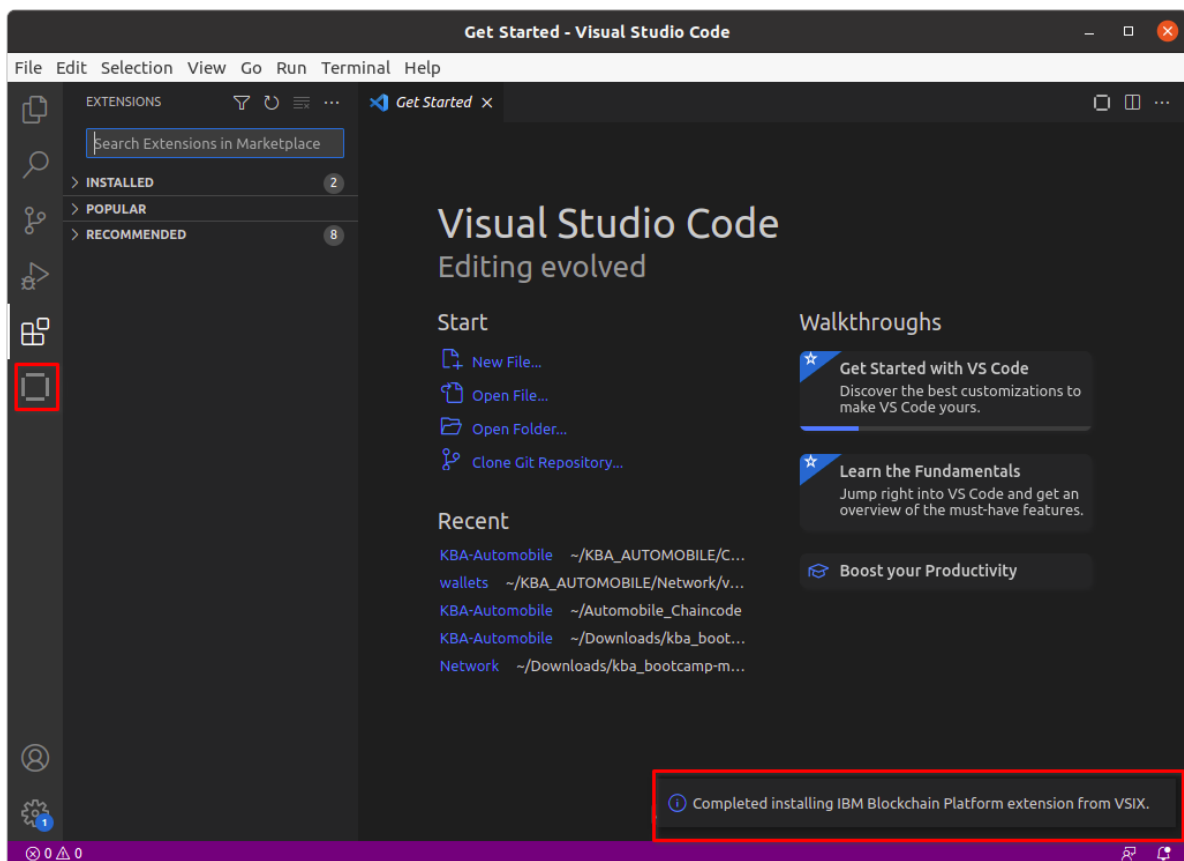 Get Started - Visual Studio Code
File Edit Selection View Go Run Terminal Help
EXTENSIONS
Get Started
Search Extensions in Marketplace
INSTALLED 2
POPULAR
RECOMMENDED 8
Visual Studio Code
Editing evolved
Start
New File...
Open File...
Open Folder...
Clone Git Repository...
Recent
KBA-Automobile ~/KBA_AUTOMOBILE/C...
wallets ~/KBA_AUTOMOBILE/Network/v...
KBA-Automobile ~/Automobile_Chaincode
KBA-Automobile ~/Downloads/kba_boot...
Network ~/Downloads/kba_bootcamp-m...
Walkthroughs
Get Started with VS Code
Discover the best customizations to
make VS Code yours.
Learn the Fundamentals
Jump right into VS Code and get an
overview of the must-have features.
Boost your Productivity
Completed installing IBM Blockchain Platform extension from VSIX.
1
0 0